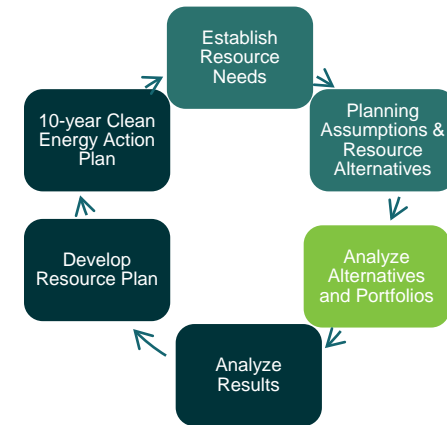 Establish
Resource
Needs
Planning
Assumptions &
Resource
Alternatives
Analyze
Alternatives
and Portfolios
Analyze
Results
Develop
Resource Plan
10-year Clean
Energy Action
Plan